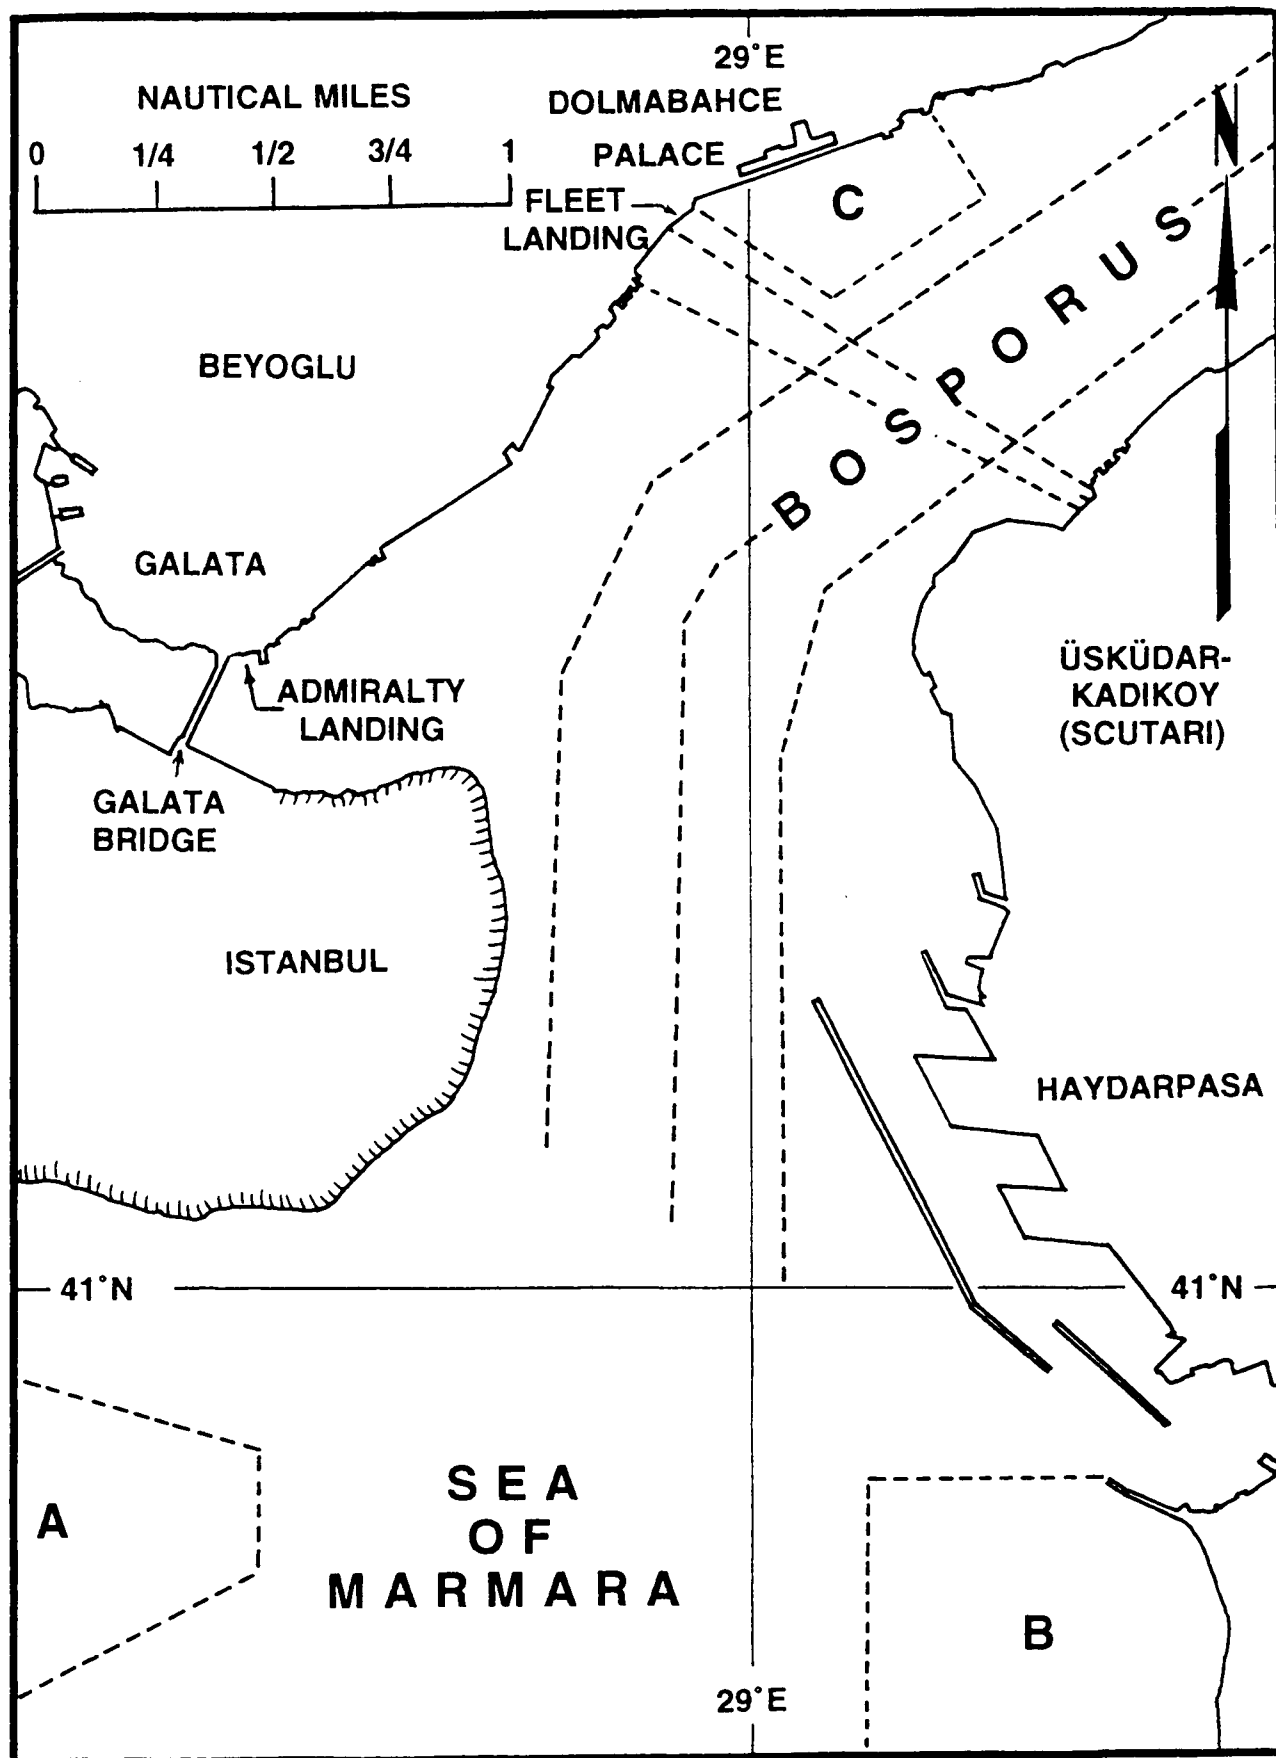 29°E
NAUTICAL MILES
0 1/4 1/2 3/4 1
DOLMABAHCE
PALACE
N
C
FLEET
LANDING
BOSPORUS
BEYOGLU
GALATA
ADMIRALTY
LANDING
ÜSKÜDAR-
KADIKOY
(SCUTARI)
GALATA
BRIDGE
ISTANBUL
HAYDARPASA
41°N
41°N
A
SEA
OF
MARMARA
B
29°E